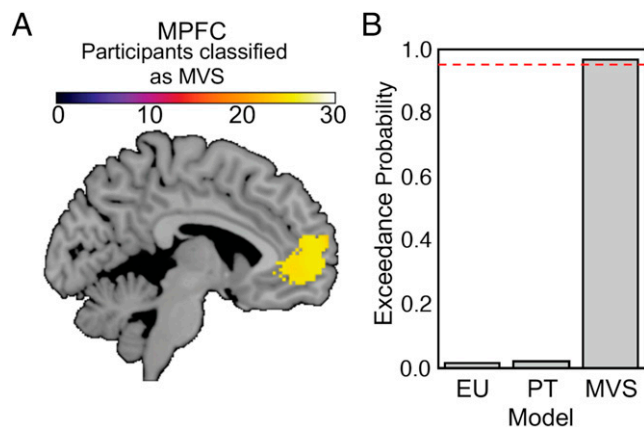 A
MPFC
Participants classified
as MVS
0 10 20 30
B
Exceedance Probability
1.0
0.8
0.6
0.4
0.2
0.0
EU PT MVS
Model